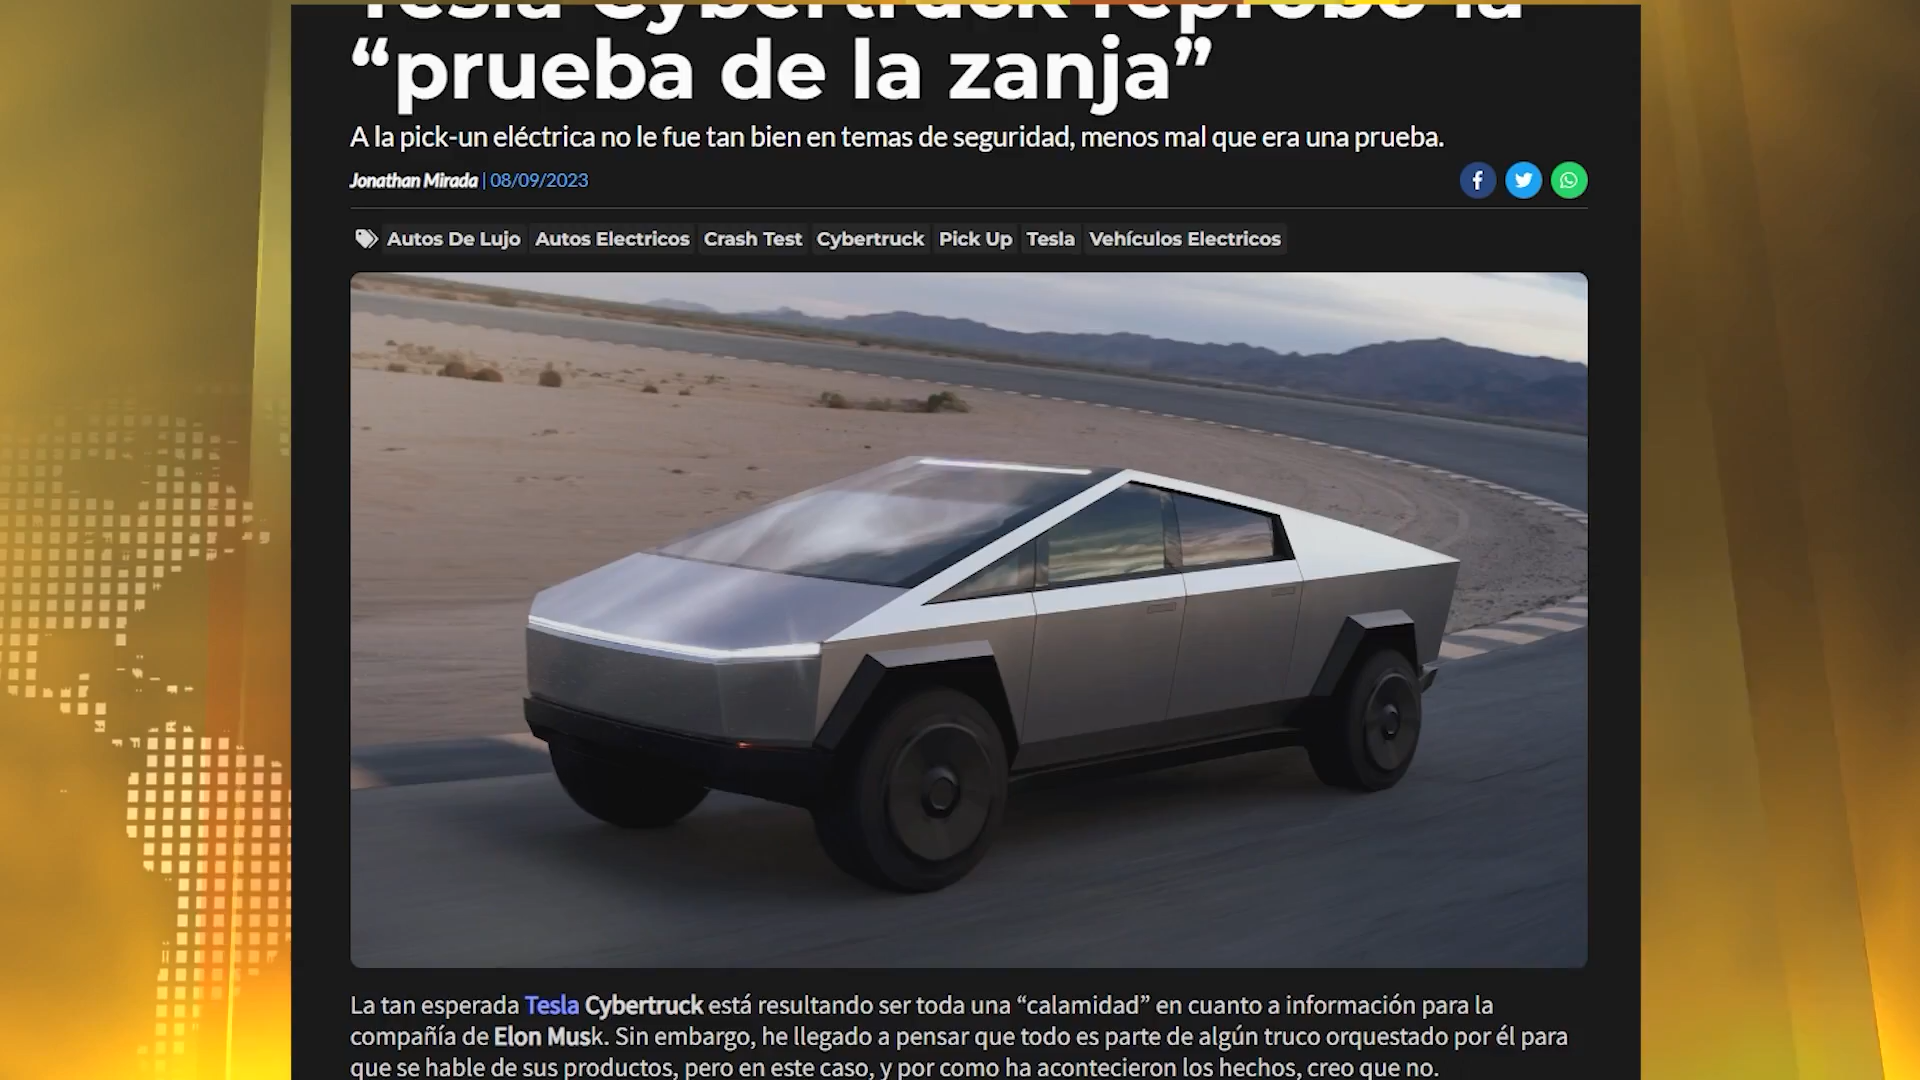 Tesla Cybertruck reprobó la
“prueba de la zanja”
A la pick-un eléctrica no le fue tan bien en temas de seguridad, menos mal que era una prueba.
Jonathan Mirada | 08/09/2023
Autos De Lujo Autos Electricos Crash Test Cybertruck Pick Up Tesla Vehículos Electricos
La tan esperada Tesla Cybertruck está resultando ser toda una “calamidad” en cuanto a información para la
compañía de Elon Musk. Sin embargo, he llegado a pensar que todo es parte de algún truco orquestado por él para
que se hable de sus productos, pero en este caso, y por como ha acontecieron los hechos, creo que no.